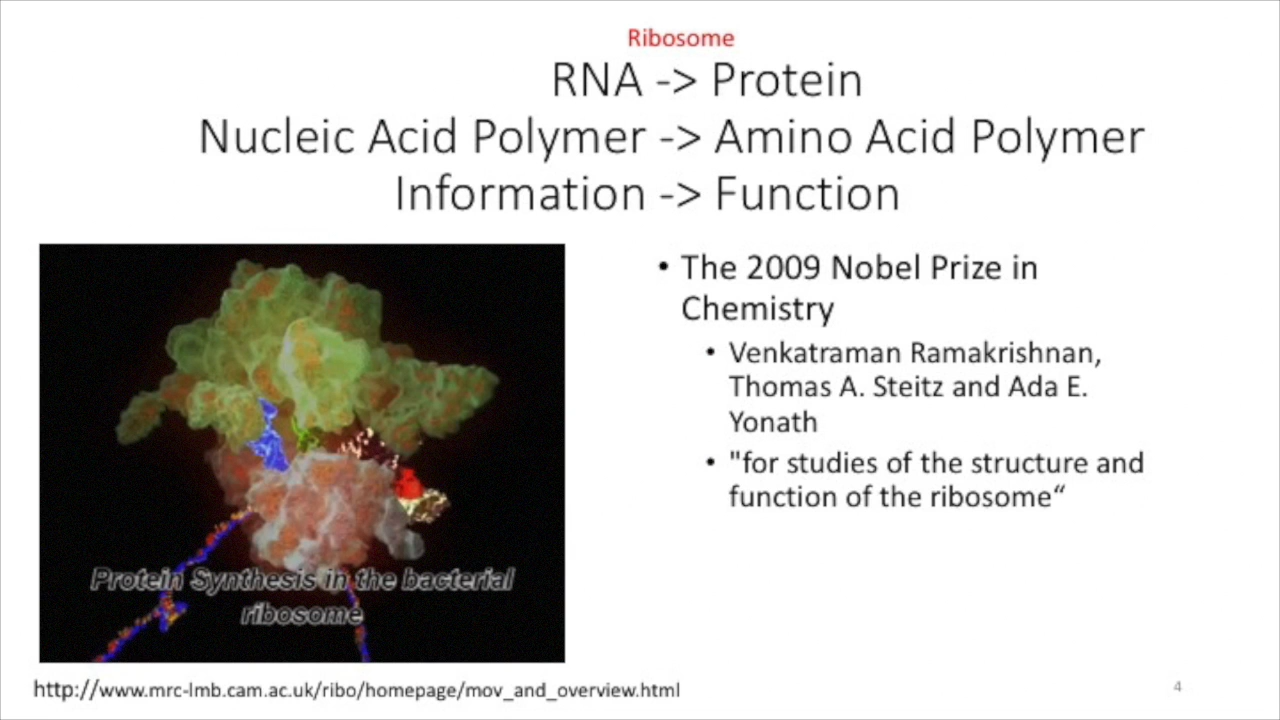 Ribosome
RNA -> Protein
Nucleic Acid Polymer -> Amino Acid Polymer
Information -> Function
• The 2009 Nobel Prize in
Chemistry
• Venkatraman Ramakrishnan,
Thomas A. Steitz and Ada E.
Yonath
• "for studies of the structure and
function of the ribosome“
Protein Synthesis in the bacterial
ribosome
http://www.mrc-lmb.cam.ac.uk/ribo/homepage/mov_and_overview.html
4